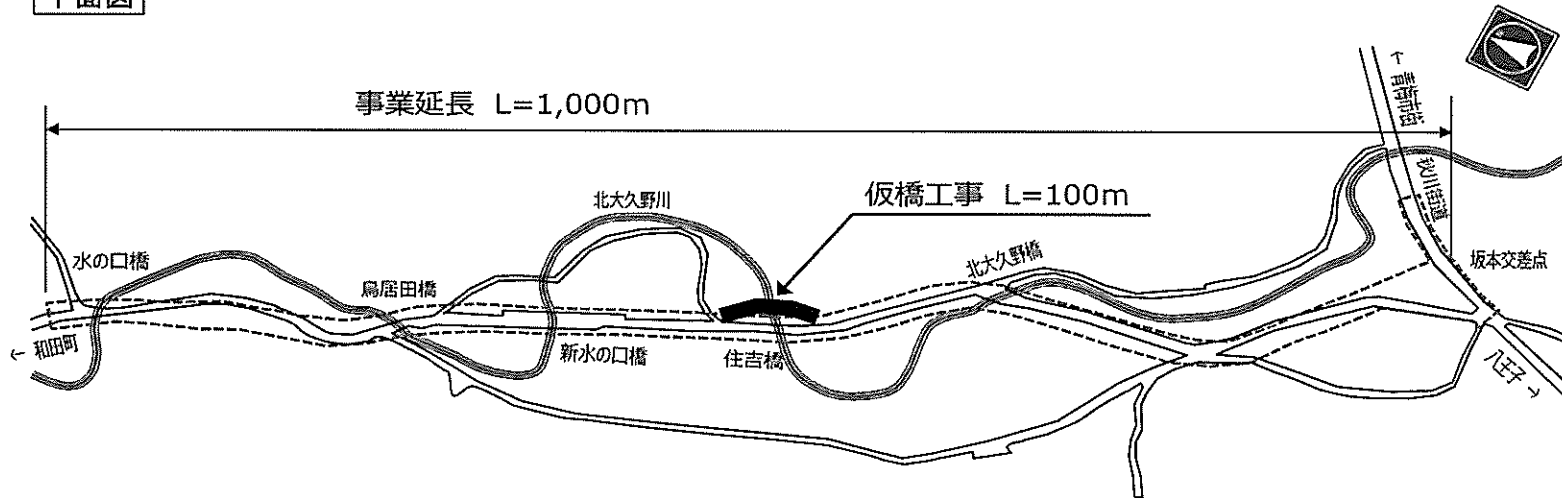 平面図
事業延長 L=1,000m
← 青梅市街
秋川街道
仮橋工事 L=100m
北大久野川
水の口橋
鳥居田橋
北大久野橋
坂本交差点
← 和田町
新水の口橋
住吉橋
八王子 →